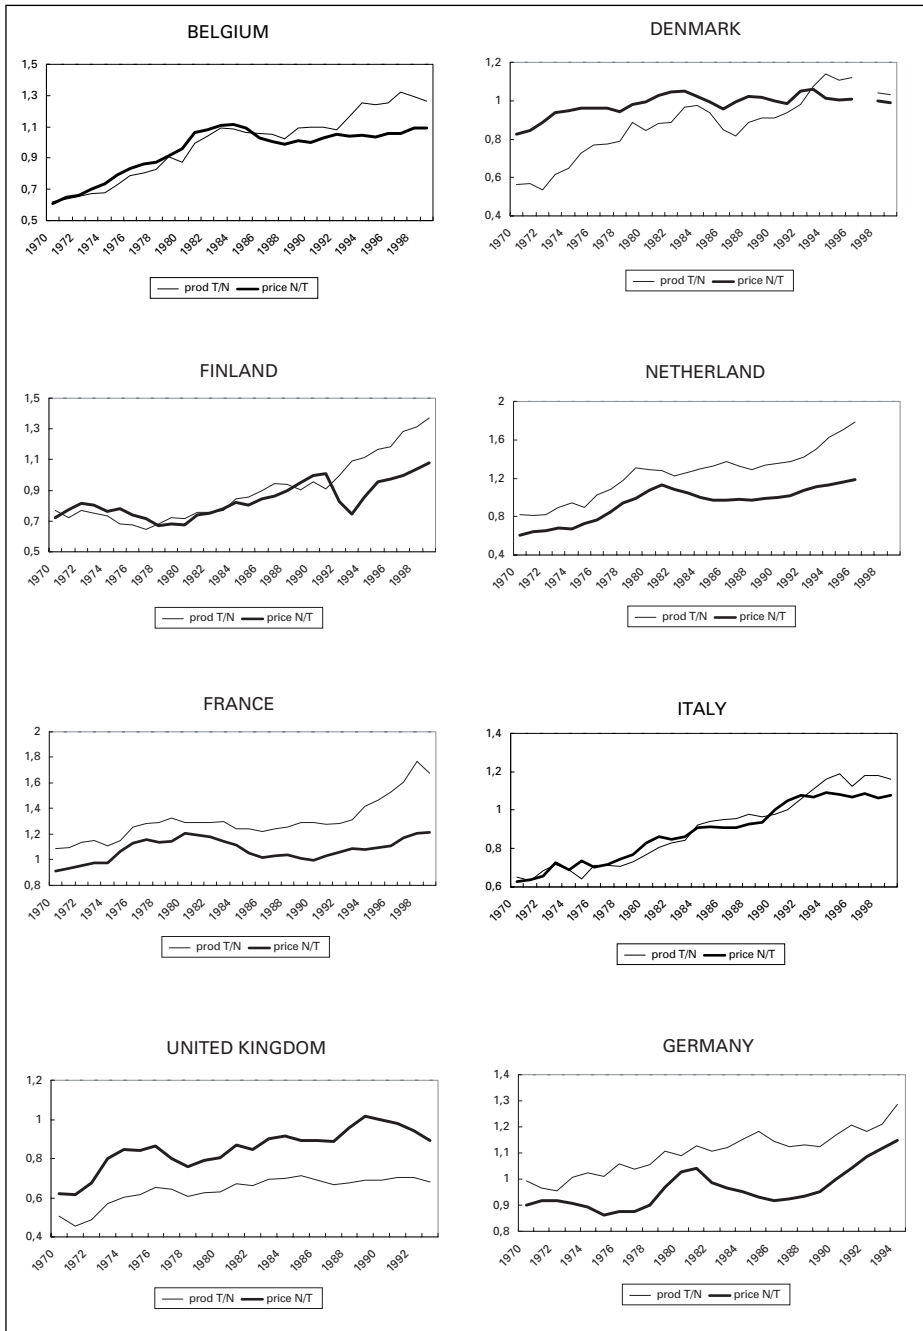 BELGIUM
1,5
1,3
1,1
0,9
0,7
0,5
1970 1972 1974 1976 1978 1980 1982 1984 1986 1988 1990 1992 1994 1996 1998
prod T/N price N/T
DENMARK
1,2
1
0,8
0,6
0,4
1970 1972 1974 1976 1978 1980 1982 1984 1986 1988 1990 1992 1994 1996 1998
prod T/N price N/T
FINLAND
1,5
1,3
1,1
0,9
0,7
0,5
1970 1972 1974 1976 1978 1980 1982 1984 1986 1988 1990 1992 1994 1996 1998
prod T/N price N/T
NETHERLAND
2
1,6
1,2
0,8
0,4
1970 1972 1974 1976 1978 1980 1982 1984 1986 1988 1990 1992 1994 1996 1998
prod T/N price N/T
FRANCE
2
1,8
1,6
1,4
1,2
1
0,8
1970 1972 1974 1976 1978 1980 1982 1984 1986 1988 1990 1992 1994 1996 1998
prod T/N price N/T
ITALY
1,4
1,2
1
0,8
0,6
1970 1972 1974 1976 1978 1980 1982 1984 1986 1988 1990 1992 1994 1996 1998
prod T/N price N/T
UNITED KINGDOM
1,2
1
0,8
0,6
0,4
1970 1972 1974 1976 1978 1980 1982 1984 1986 1988 1990 1992
prod T/N price N/T
GERMANY
1,4
1,3
1,2
1,1
1
0,9
0,8
1970 1972 1974 1976 1978 1980 1982 1984 1986 1988 1990 1992 1994
prod T/N price N/T